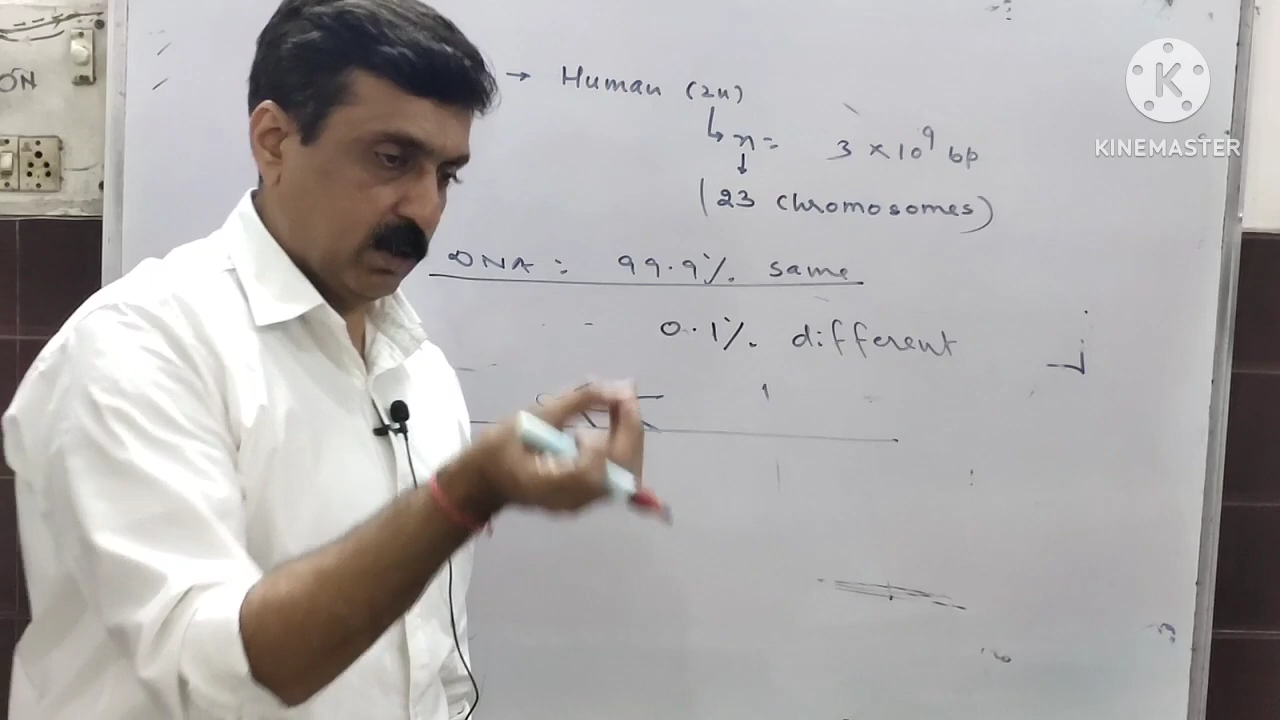 ON
→ Human (2n)
n = 3 × 10⁹ bp
(23 Chromosomes)
DNA : 99.9% same
- 0.1% different
K
KINEMASTER